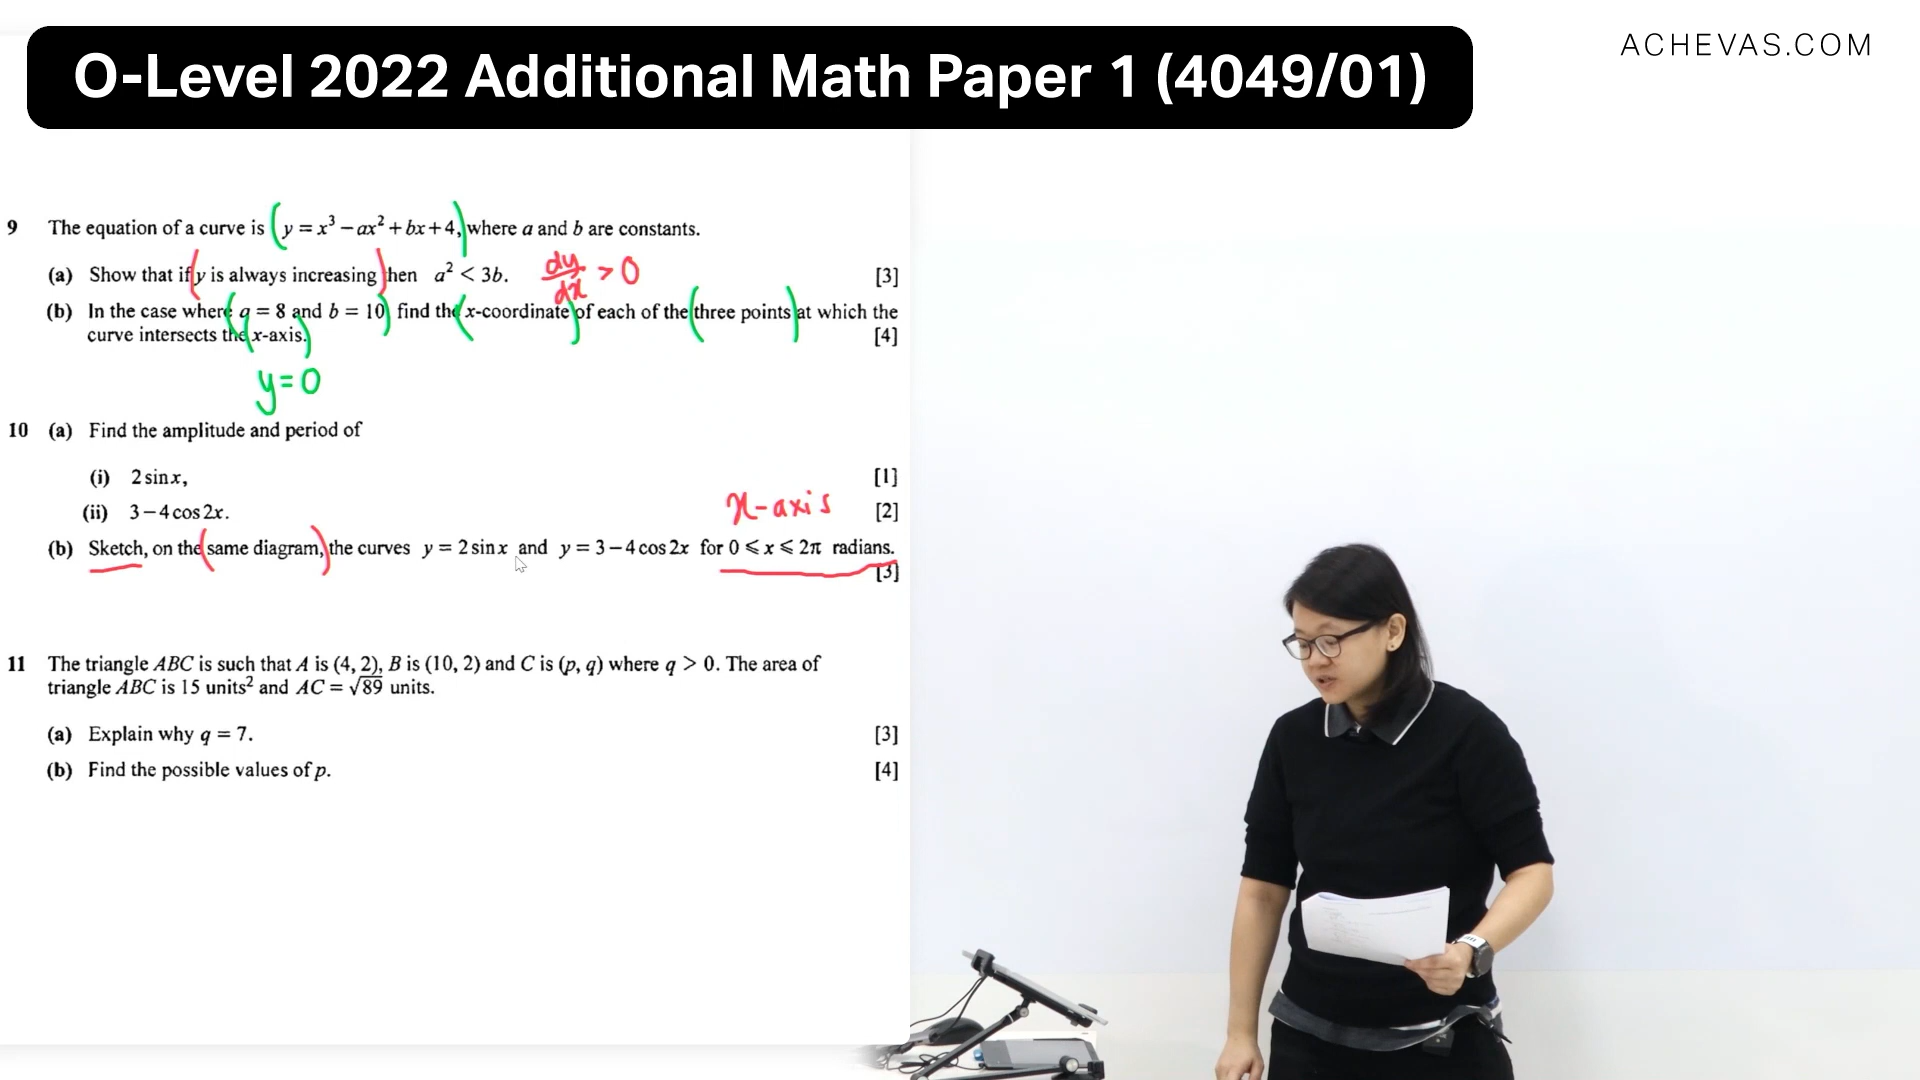 O-Level 2022 Additional Math Paper 1 (4049/01)
ACHEVAS.COM
9 The equation of a curve is y = x³ − ax² + bx + 4, where a and b are constants.
(a) Show that if y is always increasing then a² < 3b. dy/dx > 0 [3]
(b) In the case where a = 8 and b = 10, find the x-coordinate of each of the three points at which the
curve intersects the x-axis. [4]
y = 0
10 (a) Find the amplitude and period of
(i) 2 sin x, [1]
(ii) 3 − 4 cos 2x. [2]
x-axis
(b) Sketch, on the same diagram, the curves y = 2 sin x and y = 3 − 4 cos 2x for 0 ⩽ x ⩽ 2π radians.
[3]
11 The triangle ABC is such that A is (4, 2), B is (10, 2) and C is (p, q) where q > 0. The area of
triangle ABC is 15 units² and AC = √89 units.
(a) Explain why q = 7. [3]
(b) Find the possible values of p. [4]